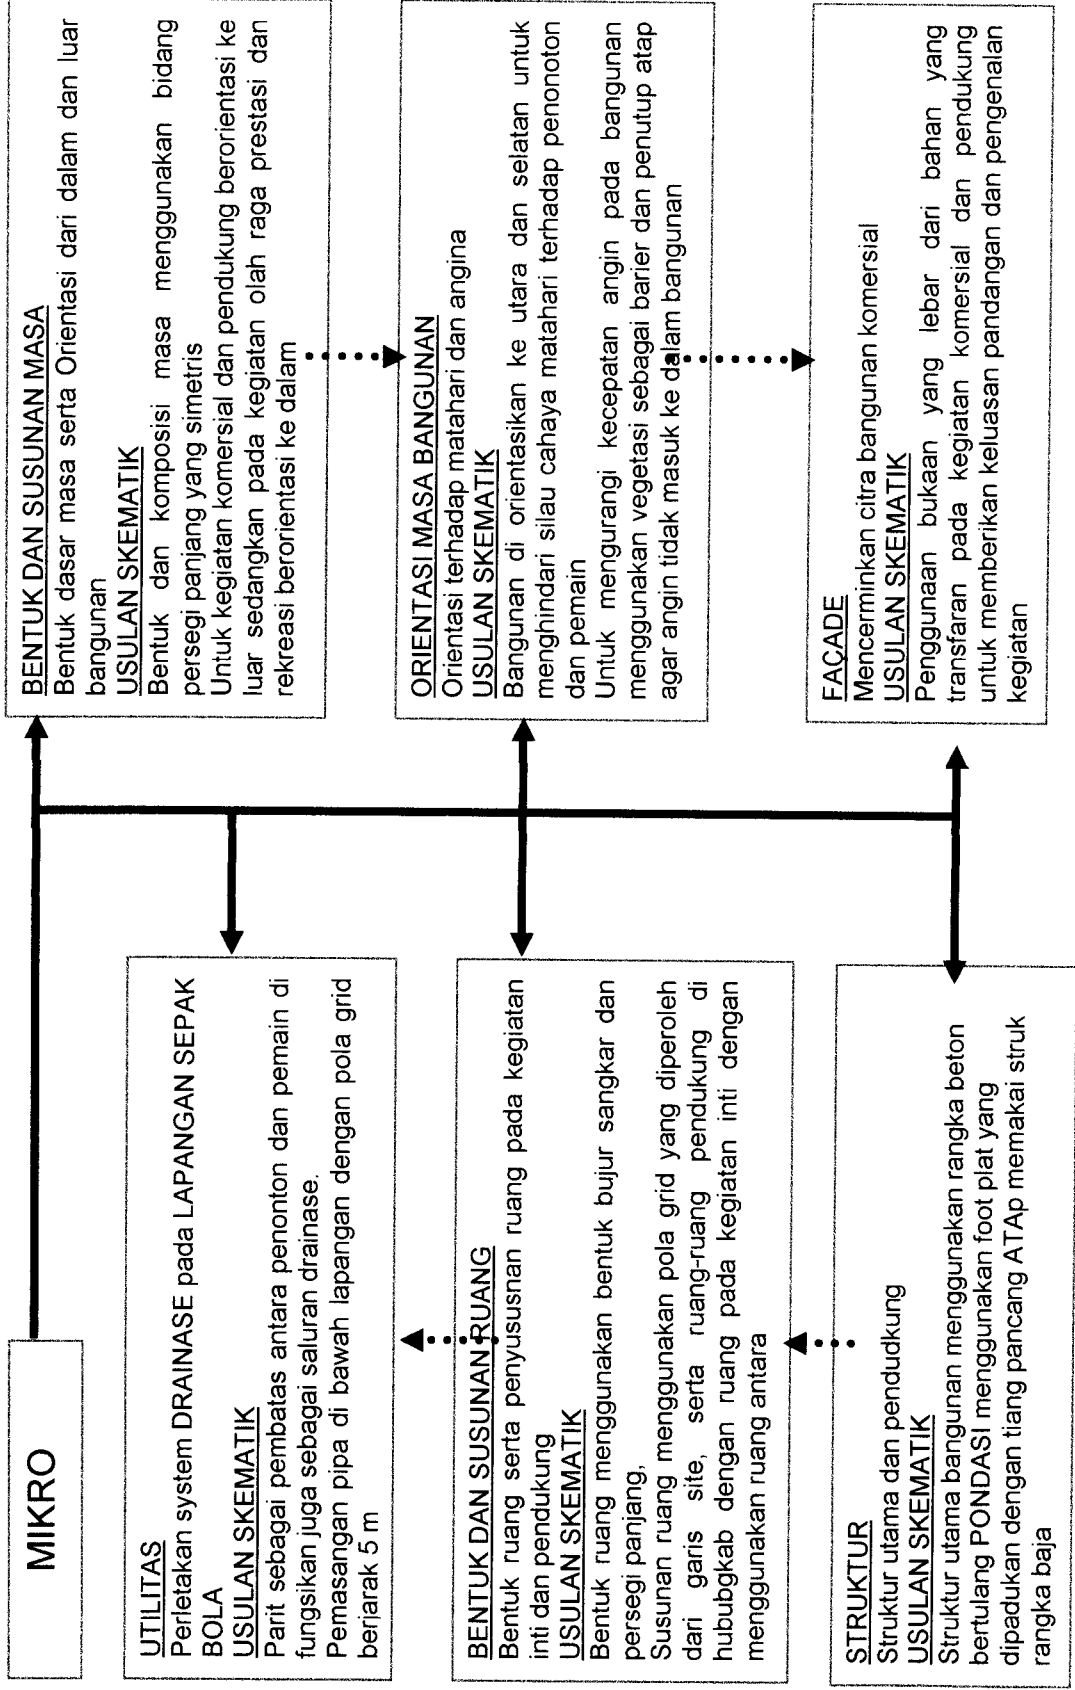 MIKRO
UTILITAS
Perletakan system DRAINASE pada LAPANGAN SEPAK
BOLA
USULAN SKEMATIK
Parit sebagai pembatas antara penonton dan pemain di
fungsikan juga sebagai saluran drainase.
Pemasangan pipa di bawah lapangan dengan pola grid
berjarak 5 m
BENTUK DAN SUSUNAN RUANG
Bentuk ruang serta penyusunan ruang pada kegiatan
inti dan pendukung
USULAN SKEMATIK
Bentuk ruang menggunakan bentuk bujur sangkar dan
persegi panjang,
Susunan ruang menggunakan pola grid yang diperoleh
dari garis site, serta ruang-ruang pendukung di
hububgkab dengan ruang pada kegiatan inti dengan
menggunakan ruang antara
STRUKTUR
Struktur utama dan pendudkung
USULAN SKEMATIK
Struktur utama bangunan menggunakan rangka beton
bertulang PONDASI menggunakan foot plat yang
dipadukan dengan tiang pancang ATAp memakai struk
rangka baja
BENTUK DAN SUSUNAN MASA
Bentuk dasar masa serta Orientasi dari dalam dan luar
bangunan
USULAN SKEMATIK
Bentuk dan komposisi masa menggunakan bidang
persegi panjang yang simetris
Untuk kegiatan komersial dan pendukung berorientasi ke
luar sedangkan pada kegiatan olah raga prestasi dan
rekreasi berorientasi ke dalam
ORIENTASI MASA BANGUNAN
Orientasi terhadap matahari dan angina
USULAN SKEMATIK
Bangunan di orientasikan ke utara dan selatan untuk
menghindari silau cahaya matahari terhadap penonoton
dan pemain
Untuk mengurangi kecepatan angin pada bangunan
menggunakan vegetasi sebagai barier dan penutup atap
agar angin tidak masuk ke dalam bangunan
FAÇADE
Mencerminkan citra bangunan komersial
USULAN SKEMATIK
Penggunaan bukaan yang lebar dari bahan yang
transfaran pada kegiatan komersial dan pendukung
untuk memberikan keluasan pandangan dan pengenalan
kegiatan